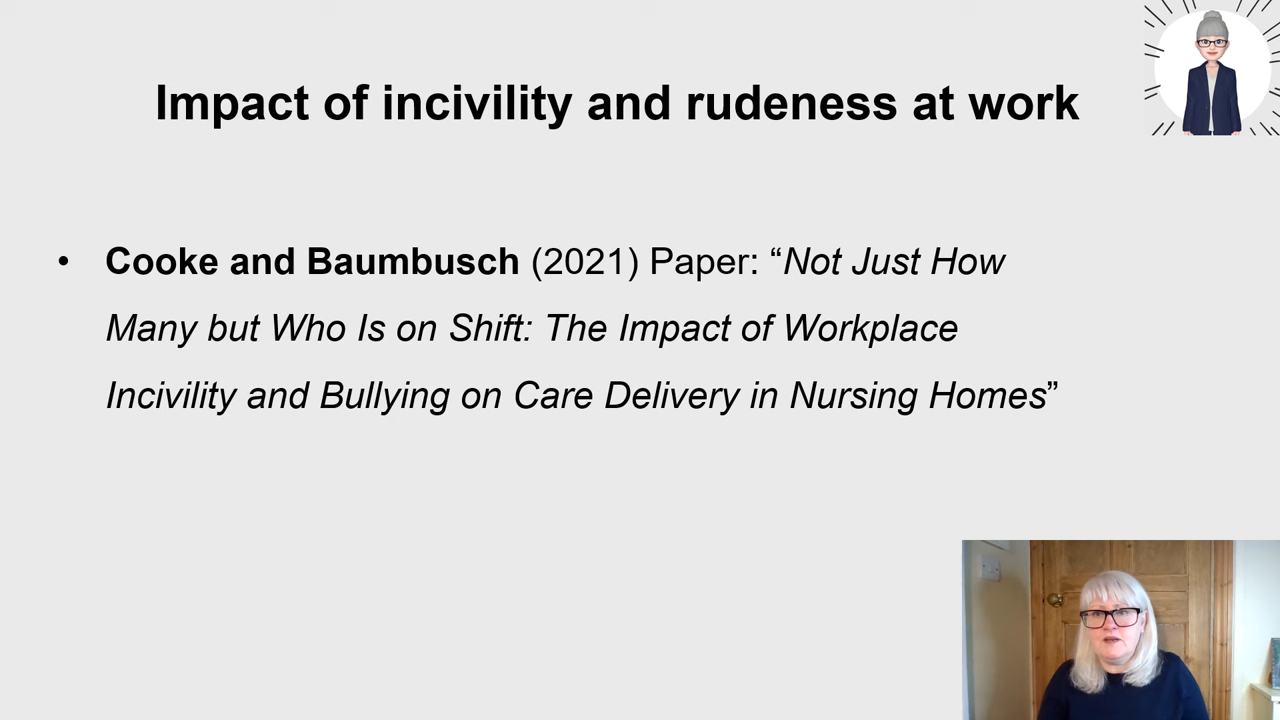 Impact of incivility and rudeness at work
• Cooke and Baumbusch (2021) Paper: “Not Just How
Many but Who Is on Shift: The Impact of Workplace
Incivility and Bullying on Care Delivery in Nursing Homes”